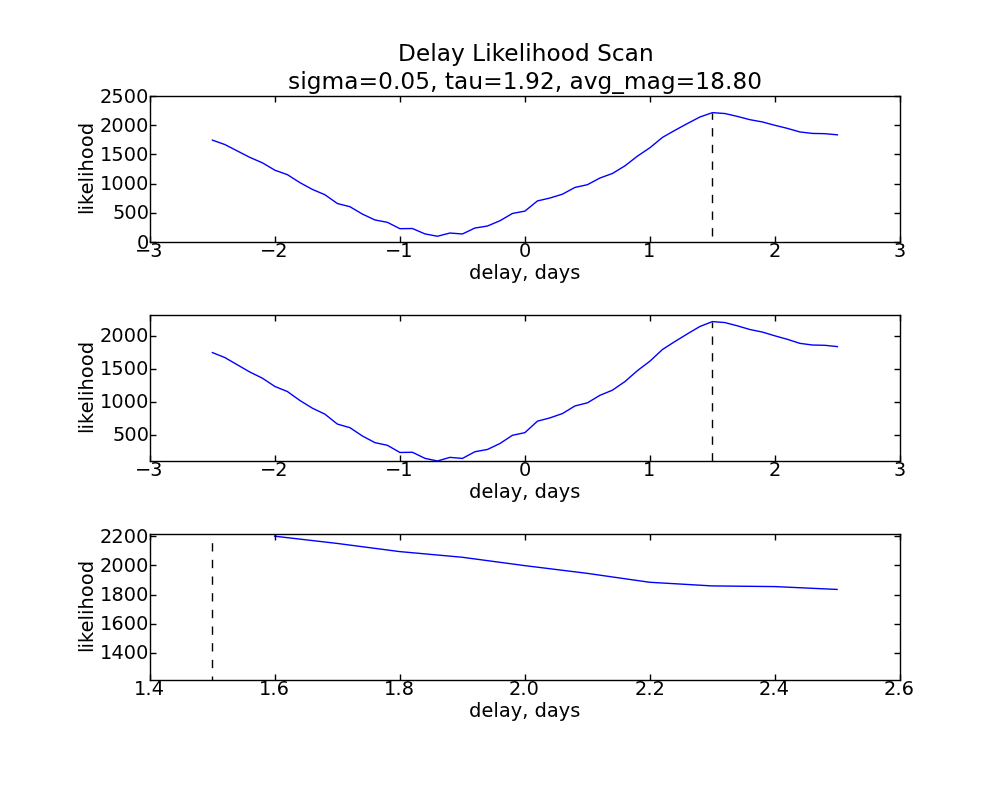 Delay Likelihood Scan
sigma=0.05, tau=1.92, avg_mag=18.80
2500
2000
1500
1000
500
0
likelihood
−3 −2 −1 0 1 2 3
delay, days
2000
1500
1000
500
likelihood
−3 −2 −1 0 1 2 3
delay, days
2200
2000
1800
1600
1400
likelihood
1.4 1.6 1.8 2.0 2.2 2.4 2.6
delay, days